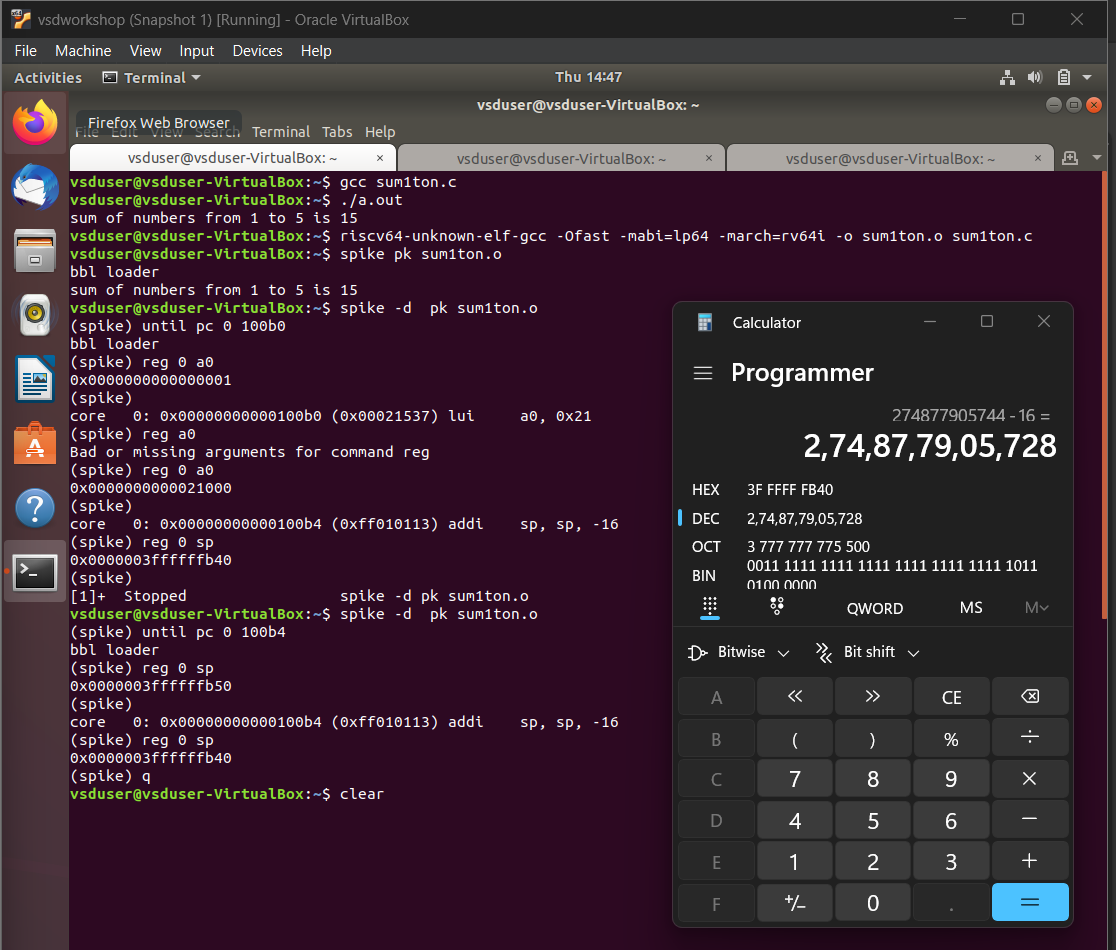 vsdworkshop (Snapshot 1) [Running] - Oracle VirtualBox
File Machine View Input Devices Help
Activities Terminal Thu 14:47
vsduser@vsduser-VirtualBox: ~
Firefox Web Browser
File Edit View Search Terminal Tabs Help
vsduser@vsduser-VirtualBox: ~ × vsduser@vsduser-VirtualBox: ~ × vsduser@vsduser-VirtualBox: ~ ×
vsduser@vsduser-VirtualBox:~$ gcc sum1ton.c
vsduser@vsduser-VirtualBox:~$ ./a.out
sum of numbers from 1 to 5 is 15
vsduser@vsduser-VirtualBox:~$ riscv64-unknown-elf-gcc -Ofast -mabi=lp64 -march=rv64i -o sum1ton.o sum1ton.c
vsduser@vsduser-VirtualBox:~$ spike pk sum1ton.o
bbl loader
sum of numbers from 1 to 5 is 15
vsduser@vsduser-VirtualBox:~$ spike -d  pk sum1ton.o
(spike) until pc 0 100b0
bbl loader
(spike) reg 0 a0
0x0000000000000001
(spike)
core   0: 0x00000000000100b0 (0x00021537) lui     a0, 0x21
(spike) reg a0
Bad or missing arguments for command reg
(spike) reg 0 a0
0x0000000000021000
(spike)
core   0: 0x00000000000100b4 (0xff010113) addi    sp, sp, -16
(spike) reg 0 sp
0x0000003ffffffb40
(spike)
[1]+  Stopped                 spike -d pk sum1ton.o
vsduser@vsduser-VirtualBox:~$ spike -d  pk sum1ton.o
(spike) until pc 0 100b4
bbl loader
(spike) reg 0 sp
0x0000003ffffffb50
(spike)
core   0: 0x00000000000100b4 (0xff010113) addi    sp, sp, -16
(spike) reg 0 sp
0x0000003ffffffb40
(spike) q
vsduser@vsduser-VirtualBox:~$ clear
Calculator
Programmer
274877905744 - 16 =
2,74,87,79,05,728
HEX 3F FFFF FB40
DEC 2,74,87,79,05,728
OCT 3 777 777 775 500
BIN 0011 1111 1111 1111 1111 1111 1111 1011
0100 0000
QWORD MS M
Bitwise Bit shift
A << >> CE
B ( ) % ÷
C 7 8 9 ×
D 4 5 6 −
E 1 2 3 +
F +/− 0 . =